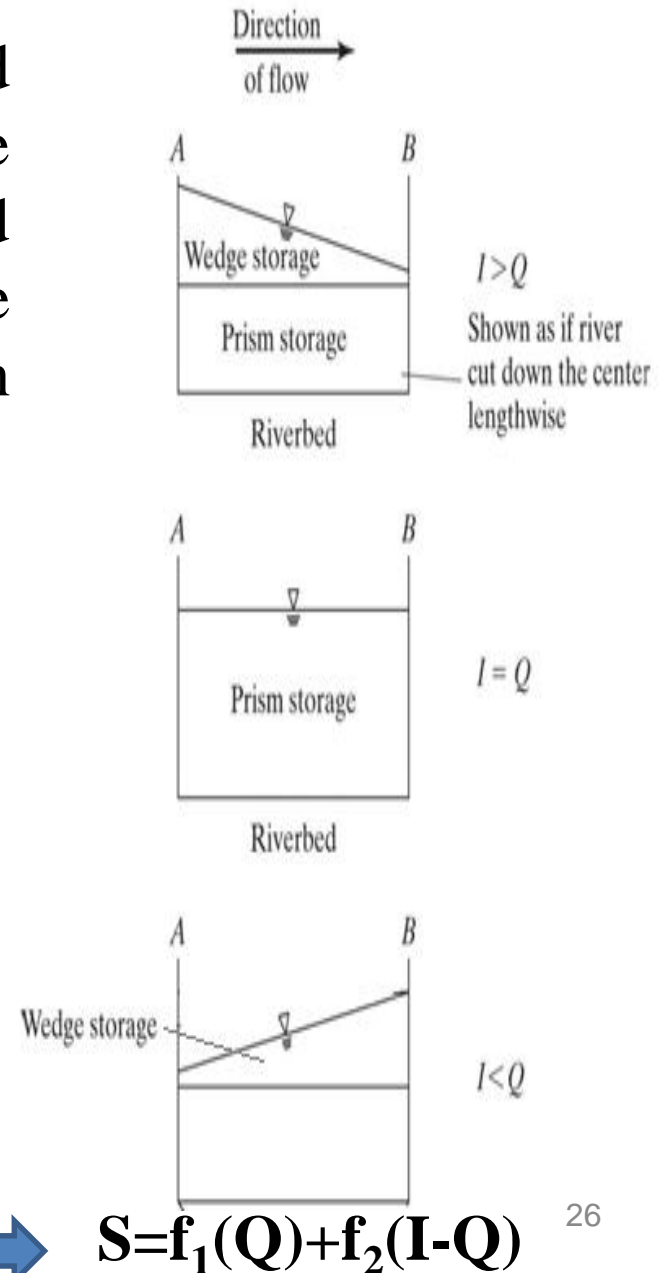 Direction
of flow
A B
Wedge storage
I>Q
Prism storage
Shown as if river
cut down the center
lengthwise
Riverbed
A B
Prism storage
I = Q
Riverbed
A B
Wedge storage
I<Q
S=f₁(Q)+f₂(I-Q)
26